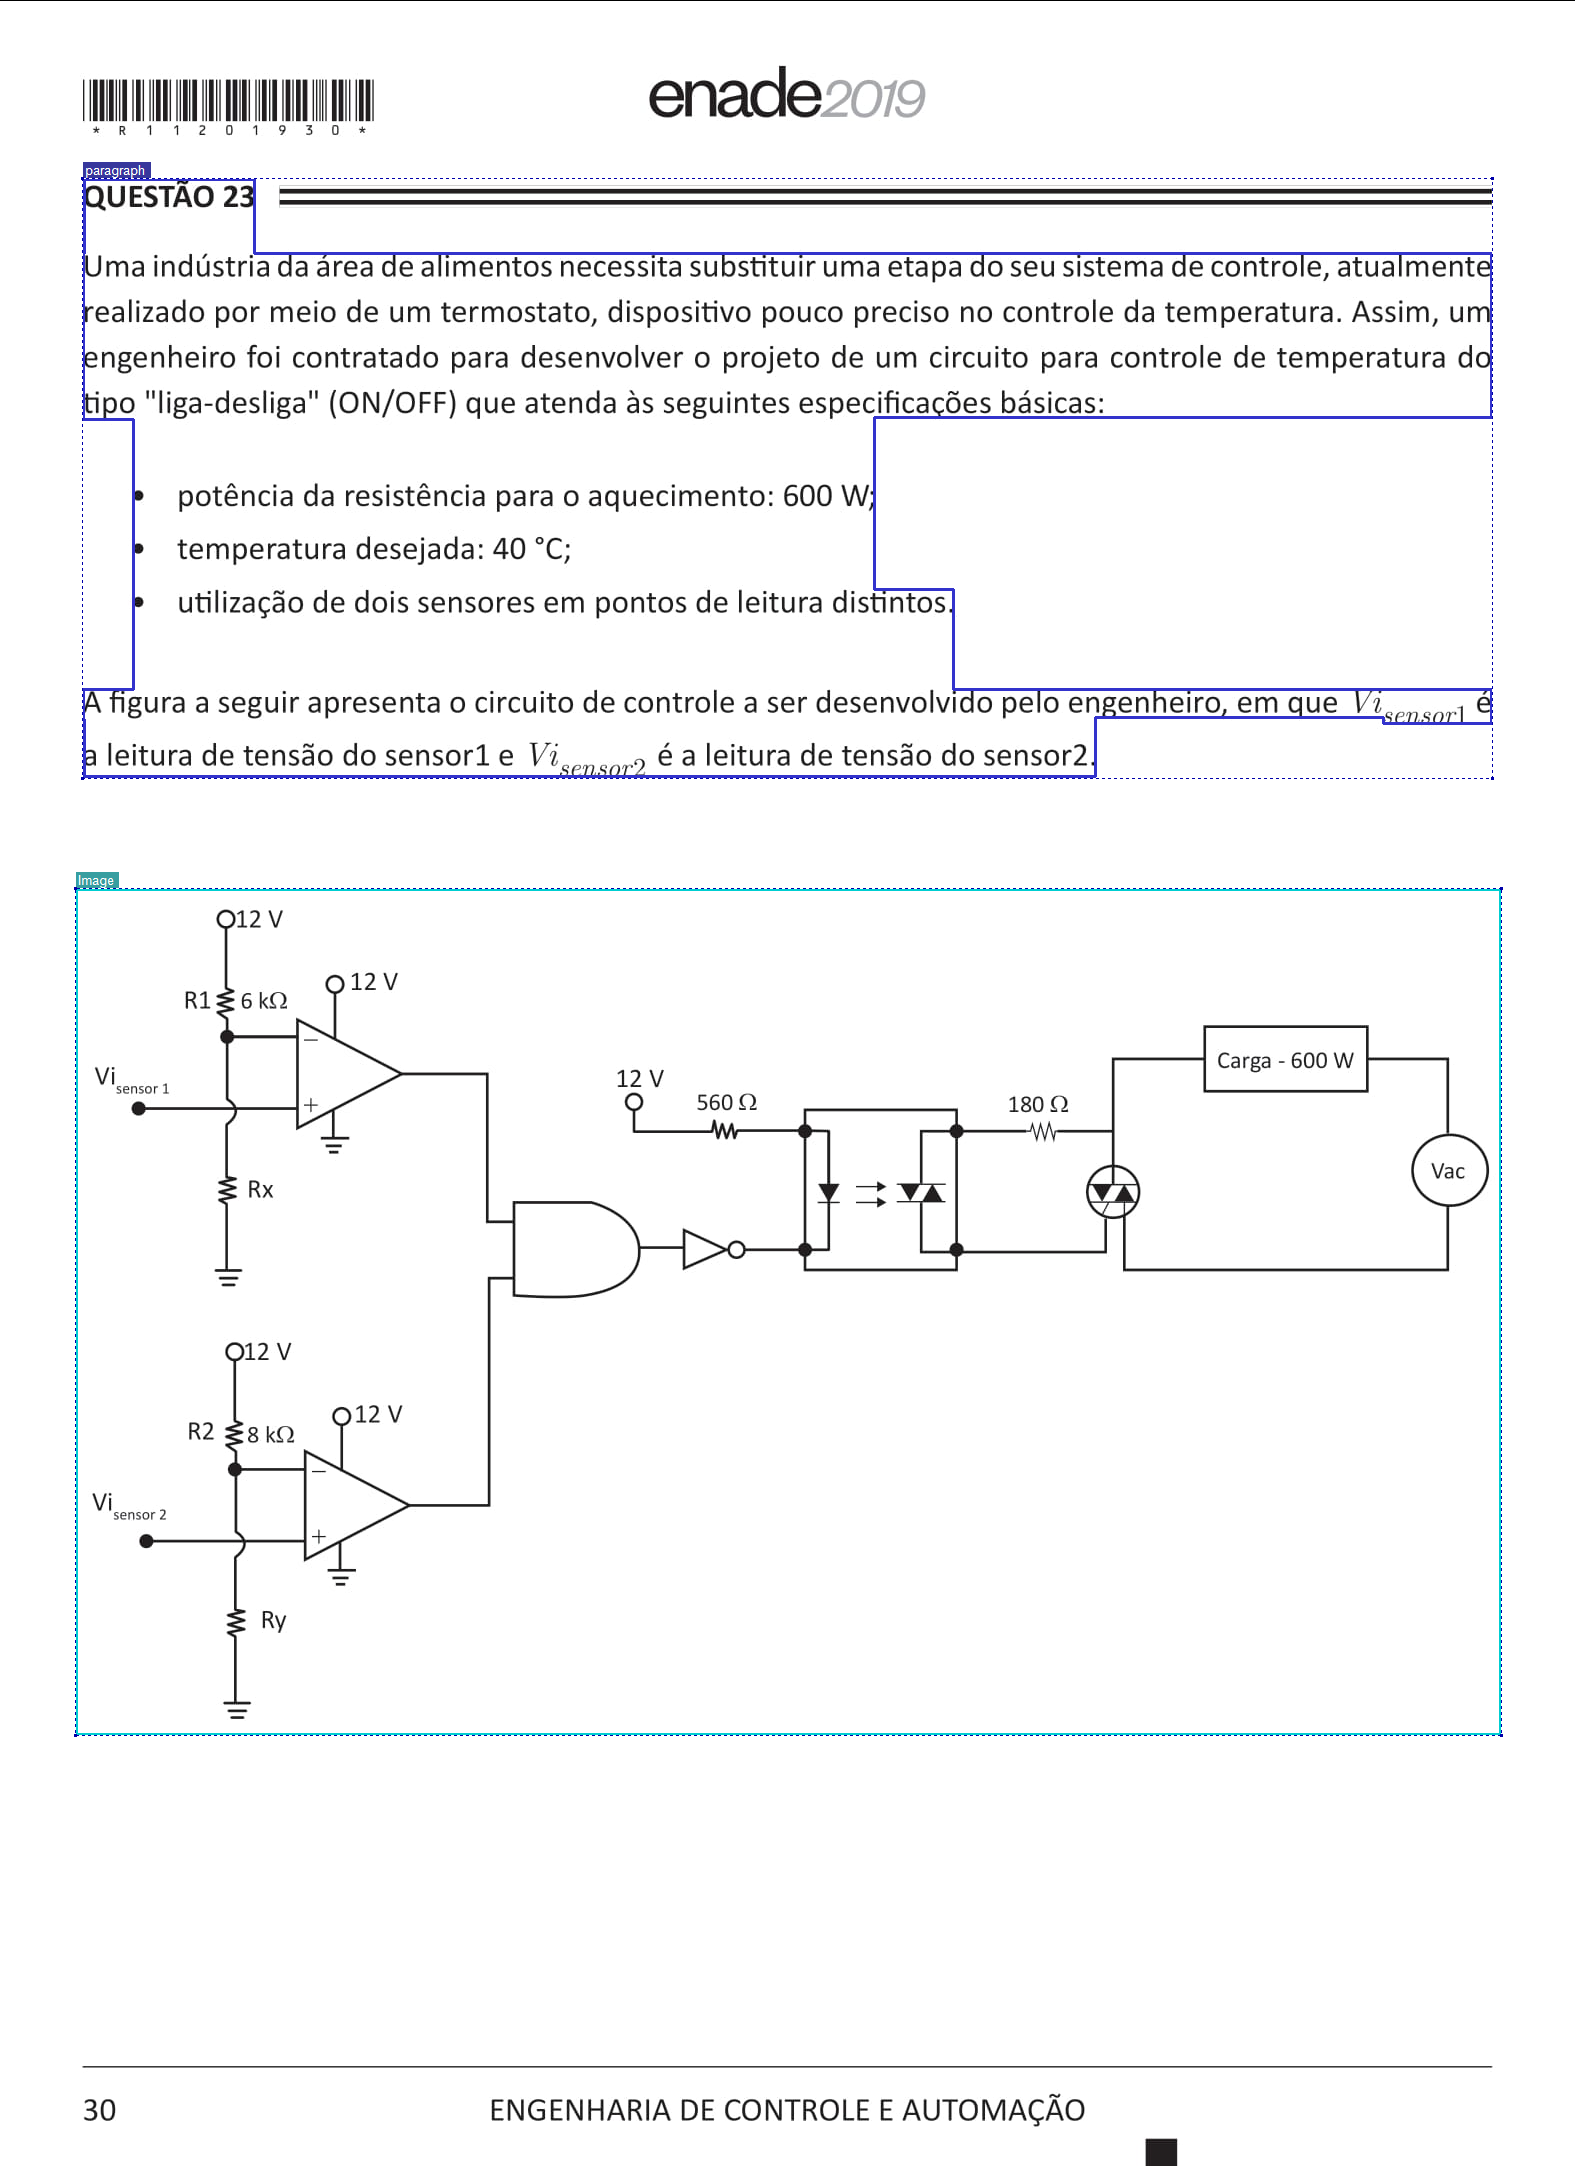 enade2019
* R 1 1 2 0 1 9 3 0 *
paragraph
QUESTÃO 23
Uma indústria da área de alimentos necessita substituir uma etapa do seu sistema de controle, atualmente
realizado por meio de um termostato, dispositivo pouco preciso no controle da temperatura. Assim, um
engenheiro foi contratado para desenvolver o projeto de um circuito para controle de temperatura do
tipo "liga-desliga" (ON/OFF) que atenda às seguintes especificações básicas:
• potência da resistência para o aquecimento: 600 W;
• temperatura desejada: 40 °C;
• utilização de dois sensores em pontos de leitura distintos.
A figura a seguir apresenta o circuito de controle a ser desenvolvido pelo engenheiro, em que Vi sensor1 é
a leitura de tensão do sensor1 e Vi sensor2 é a leitura de tensão do sensor2.
Image
12 V
12 V
R1 6 kΩ
−
Vi sensor 1
+
Rx
12 V
560 Ω
180 Ω
Carga - 600 W
Vac
12 V
12 V
R2 8 kΩ
−
Vi sensor 2
+
Ry
30
ENGENHARIA DE CONTROLE E AUTOMAÇÃO